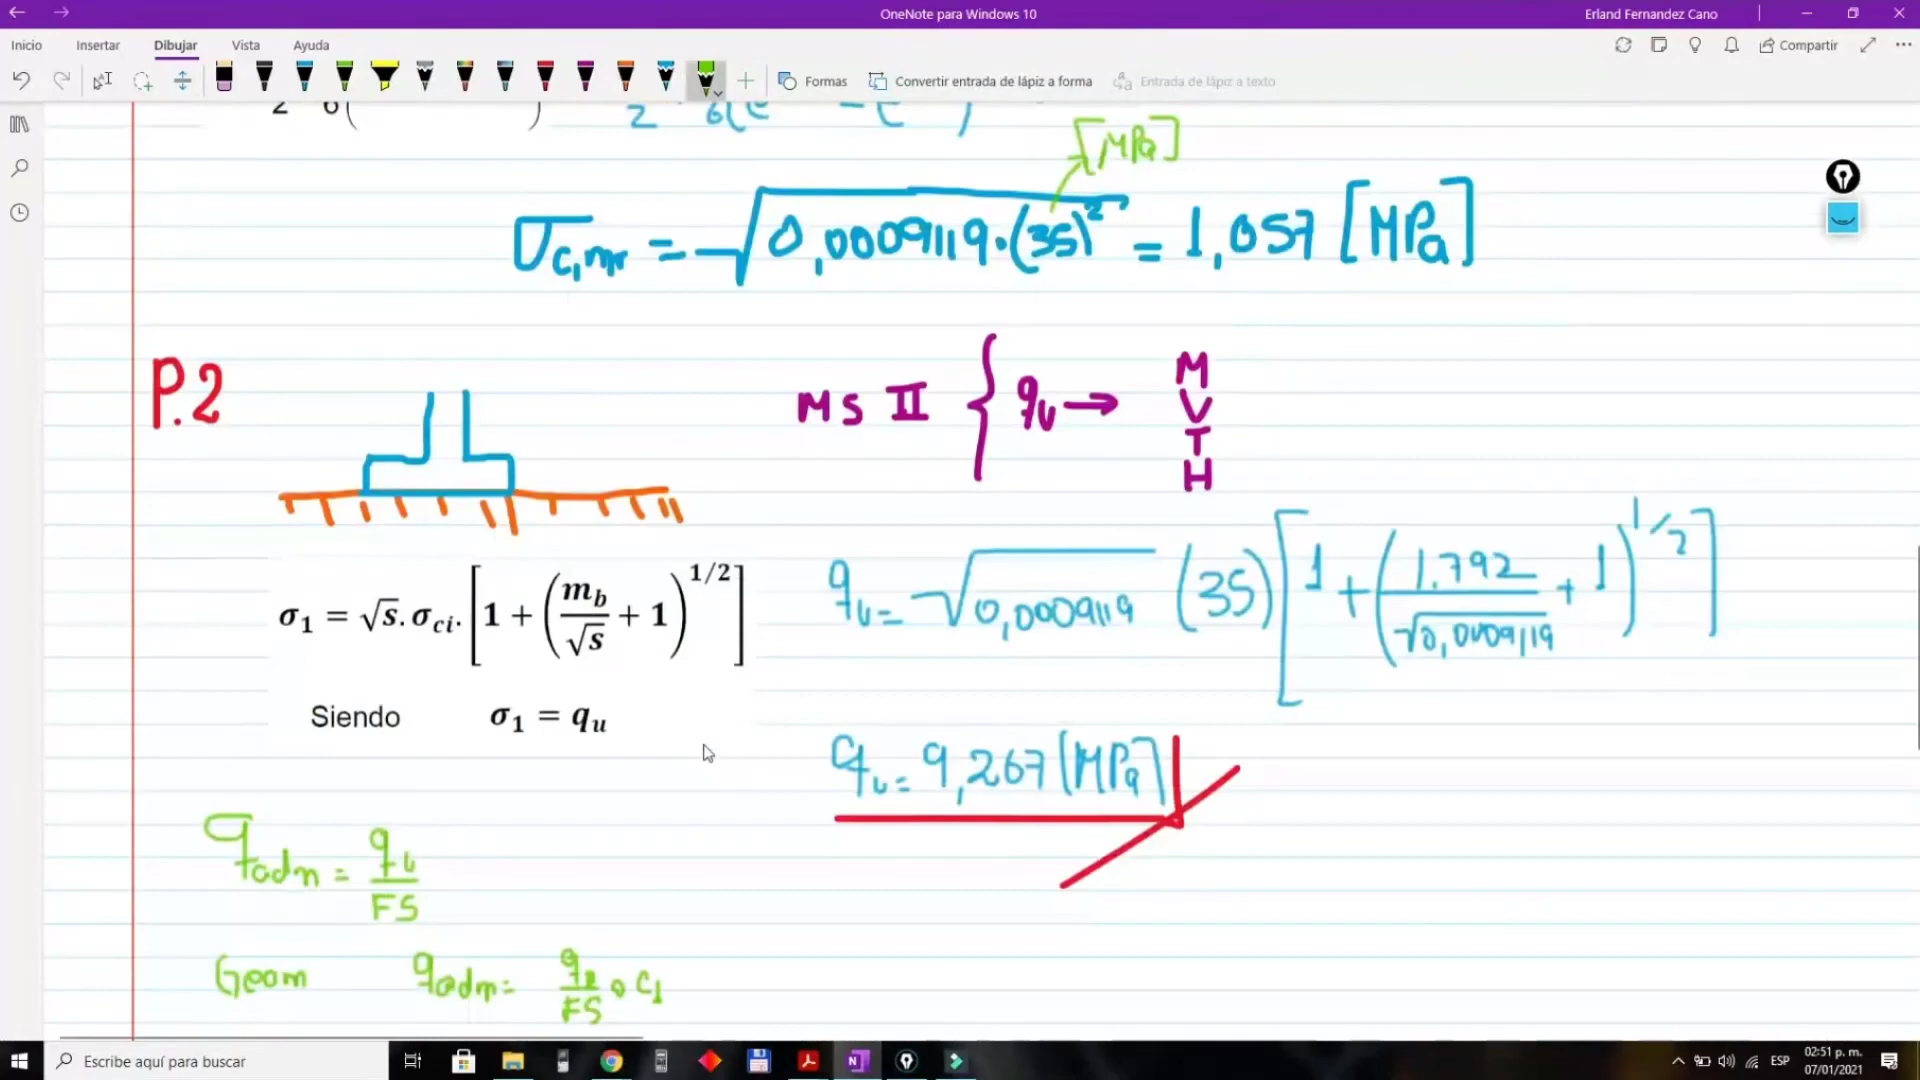 OneNote para Windows 10
Erland Fernandez Cano
Inicio Insertar Dibujar Vista Ayuda
Compartir
Formas
Convertir entrada de lápiz a forma
Entrada de lápiz a texto
[MPa]
σc,mr = √0,0009119·(35)² = 1,057 [MPa]
P.2
MS II { qu →
M
V
T
H
σ₁ = √s. σci. [1 + (mb/√s + 1)^1/2]
qu = √0,0009119 (35) [1 + (1.792/√0,0009119 + 1)^1/2]
Siendo σ₁ = qu
qu = 9,267 [MPa]
qadm = qu/FS
Geom qadm = qu/FS · C1
Escribe aquí para buscar
ESP
02:51 p. m.
07/01/2021